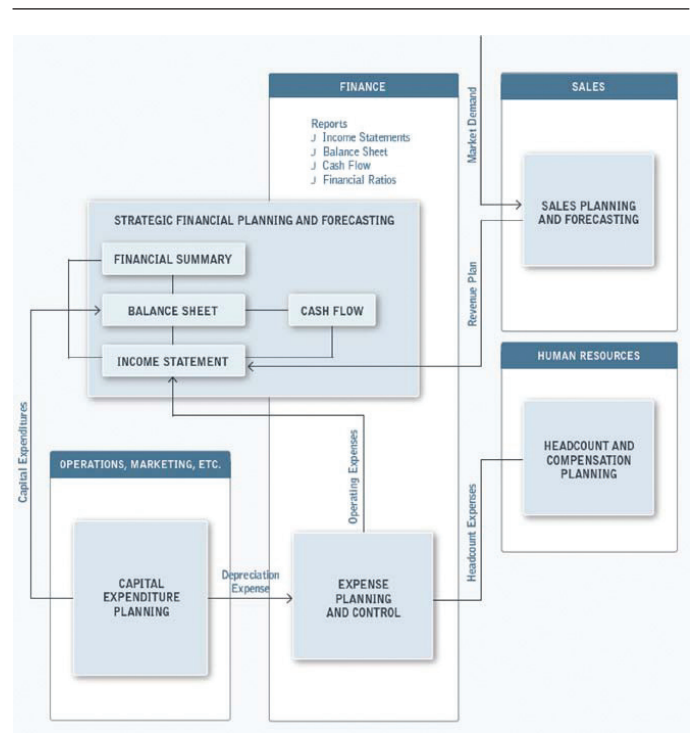 FINANCE
Reports
Income Statements
Balance Sheet
Cash Flow
Financial Ratios
Market Demand
SALES
SALES PLANNING
AND FORECASTING
STRATEGIC FINANCIAL PLANNING AND FORECASTING
FINANCIAL SUMMARY
BALANCE SHEET
CASH FLOW
INCOME STATEMENT
Revenue Plan
HUMAN RESOURCES
HEADCOUNT AND
COMPENSATION
PLANNING
Capital Expenditures
OPERATIONS, MARKETING, ETC.
Operating Expenses
Headcount Expenses
CAPITAL
EXPENDITURE
PLANNING
Depreciation
Expense
EXPENSE
PLANNING
AND CONTROL